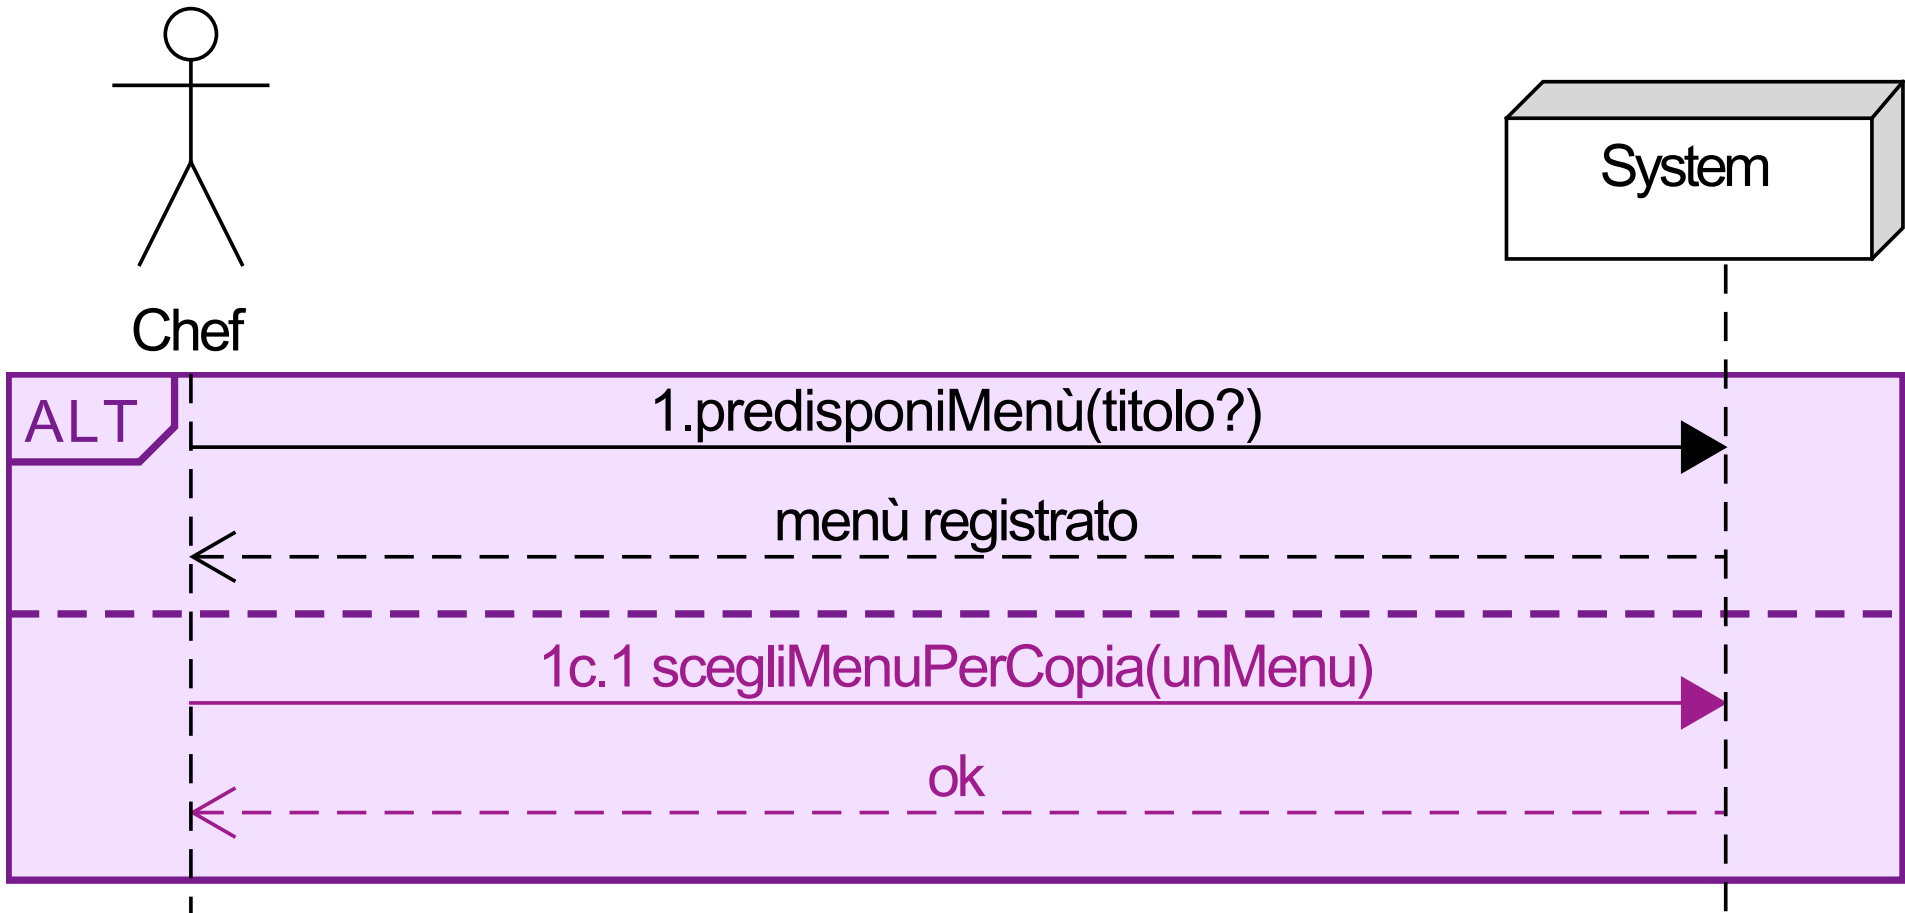 System
Chef
ALT
1.predisponiMenù(titolo?)
menù registrato
1c.1 scegliMenuPerCopia(unMenu)
ok